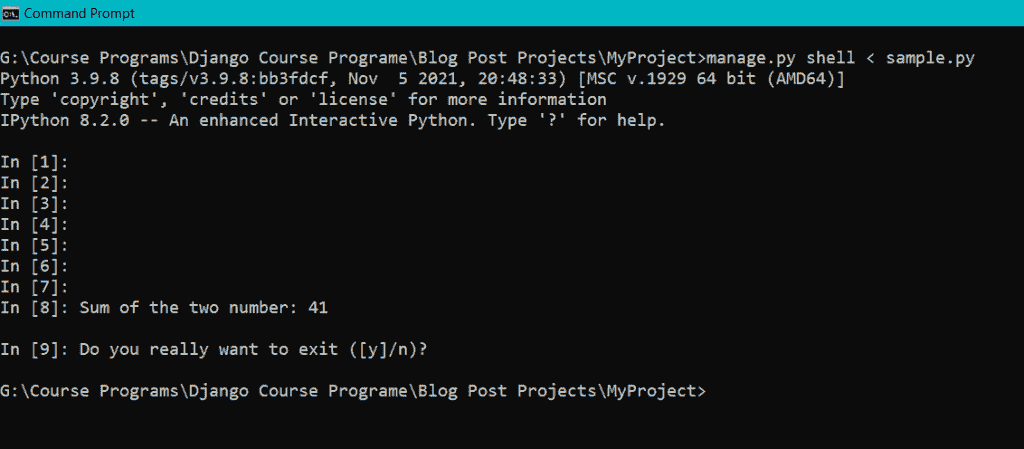 Command Prompt
G:\Course Programs\Django Course Programe\Blog Post Projects\MyProject>manage.py shell < sample.py
Python 3.9.8 (tags/v3.9.8:bb3fdcf, Nov  5 2021, 20:48:33) [MSC v.1929 64 bit (AMD64)]
Type 'copyright', 'credits' or 'license' for more information
IPython 8.2.0 -- An enhanced Interactive Python. Type '?' for help.
In [1]:
In [2]:
In [3]:
In [4]:
In [5]:
In [6]:
In [7]:
In [8]: Sum of the two number: 41
In [9]: Do you really want to exit ([y]/n)?
G:\Course Programs\Django Course Programe\Blog Post Projects\MyProject>